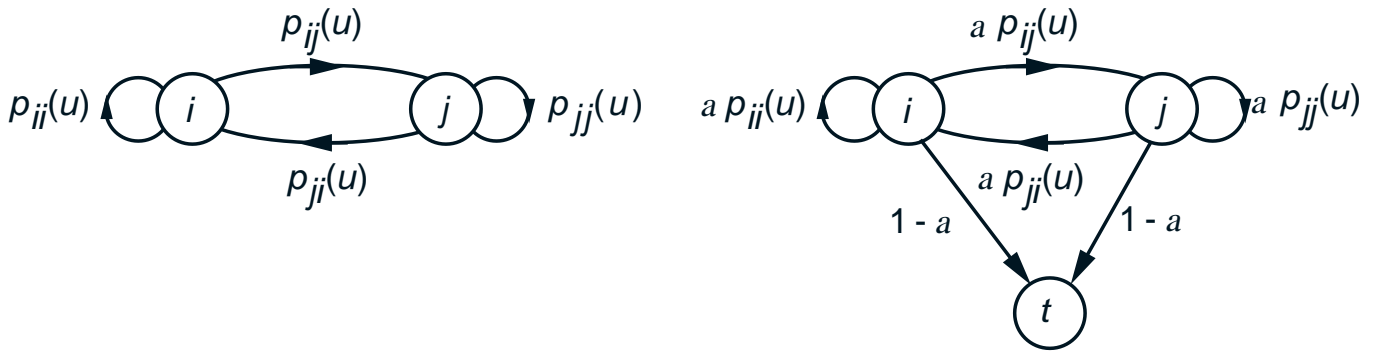 p_ij(u)
p_ii(u) i j p_jj(u)
p_ji(u)
a p_ij(u)
a p_ii(u) i j a p_jj(u)
a p_ji(u)
1 - a 1 - a
t